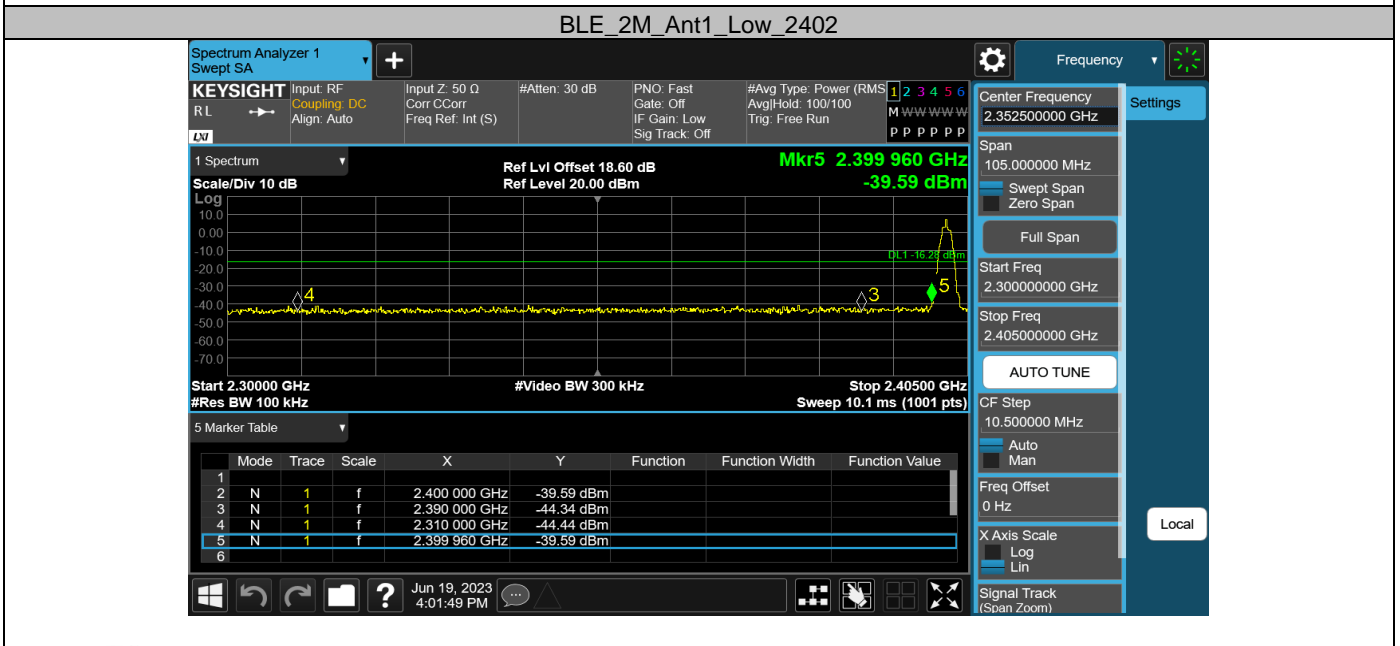 BLE_2M_Ant1_Low_2402
Spectrum Analyzer 1
Swept SA
+
Frequency
KEYSIGHT
RL
LXI
Input: RF
Coupling: DC
Align: Auto
Input Z: 50 Ω
Corr CCorr
Freq Ref: Int (S)
#Atten: 30 dB
PNO: Fast
Gate: Off
IF Gain: Low
Sig Track: Off
#Avg Type: Power (RMS
Avg|Hold: 100/100
Trig: Free Run
1 2 3 4 5 6
M W W W W W
P P P P P P
1 Spectrum
Scale/Div 10 dB
Ref Lvl Offset 18.60 dB
Ref Level 20.00 dBm
Mkr5 2.399 960 GHz
-39.59 dBm
Log
10.0
0.00
-10.0
-20.0
-30.0
-40.0
-50.0
-60.0
-70.0
DL1 -16.28 dBm
4
3
5
Start 2.30000 GHz
#Res BW 100 kHz
#Video BW 300 kHz
Stop 2.40500 GHz
Sweep 10.1 ms (1001 pts)
5 Marker Table
Mode Trace Scale X Y Function Function Width Function Value
1
2 N 1 f 2.400 000 GHz -39.59 dBm
3 N 1 f 2.390 000 GHz -44.34 dBm
4 N 1 f 2.310 000 GHz -44.44 dBm
5 N 1 f 2.399 960 GHz -39.59 dBm
6
?
Jun 19, 2023
4:01:49 PM
Center Frequency
2.352500000 GHz
Span
105.000000 MHz
Swept Span
Zero Span
Full Span
Start Freq
2.300000000 GHz
Stop Freq
2.405000000 GHz
AUTO TUNE
CF Step
10.500000 MHz
Auto
Man
Freq Offset
0 Hz
X Axis Scale
Log
Lin
Signal Track
(Span Zoom)
Settings
Local